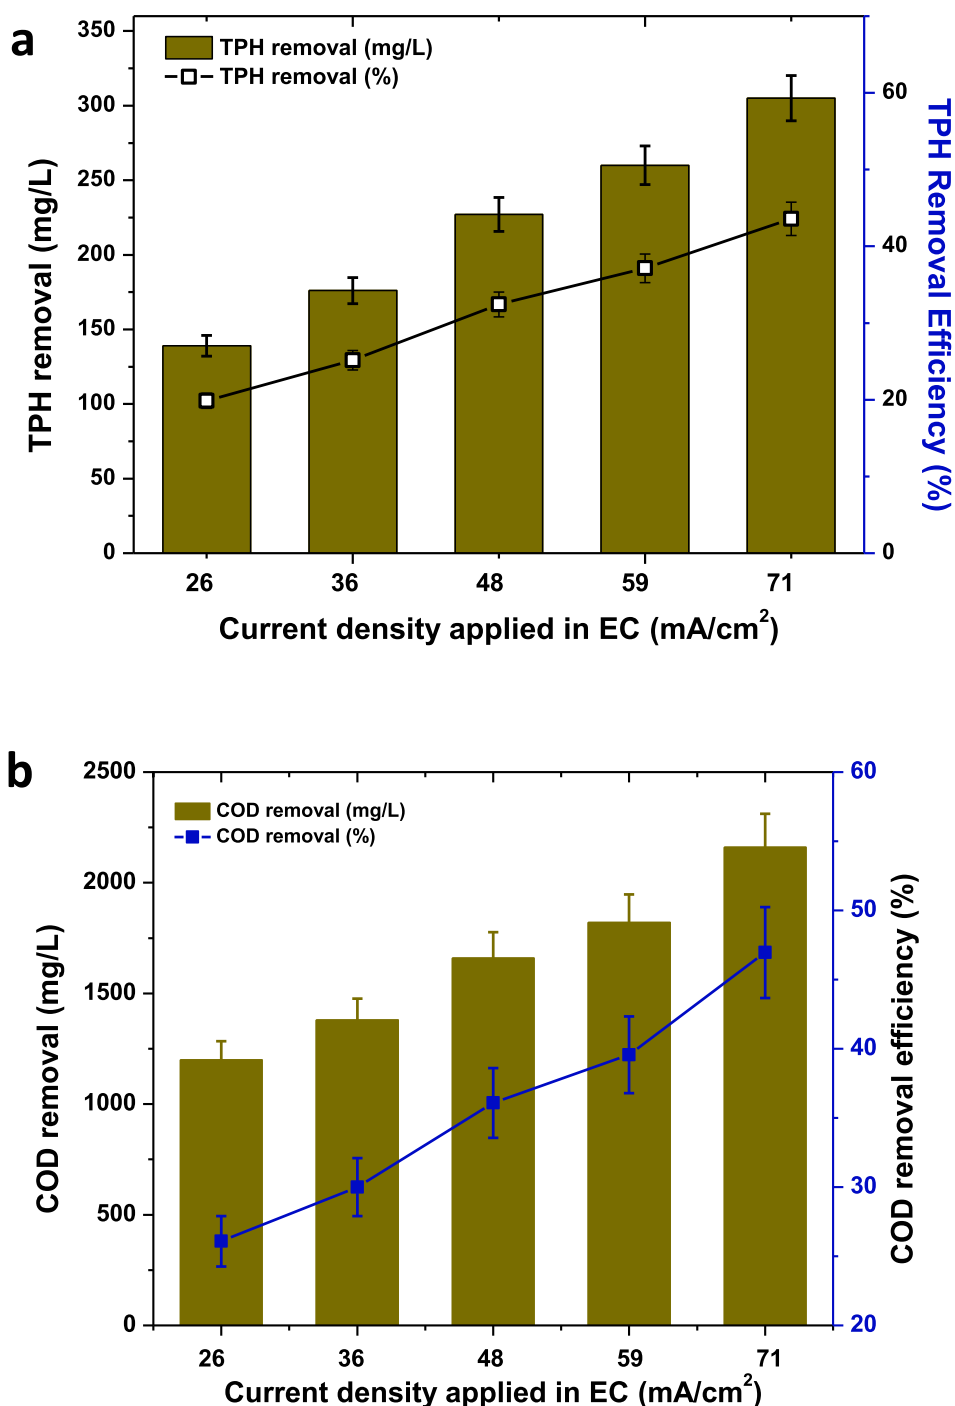 a
TPH removal (mg/L)
TPH removal (%)
350
300
250
200
150
100
50
0
TPH removal (mg/L)
60
40
20
0
TPH Removal Efficiency (%)
26 36 48 59 71
Current density applied in EC (mA/cm²)
b
COD removal (mg/L)
COD removal (%)
2500
2000
1500
1000
500
0
COD removal (mg/L)
60
50
40
30
20
COD removal efficiency (%)
26 36 48 59 71
Current density applied in EC (mA/cm²)